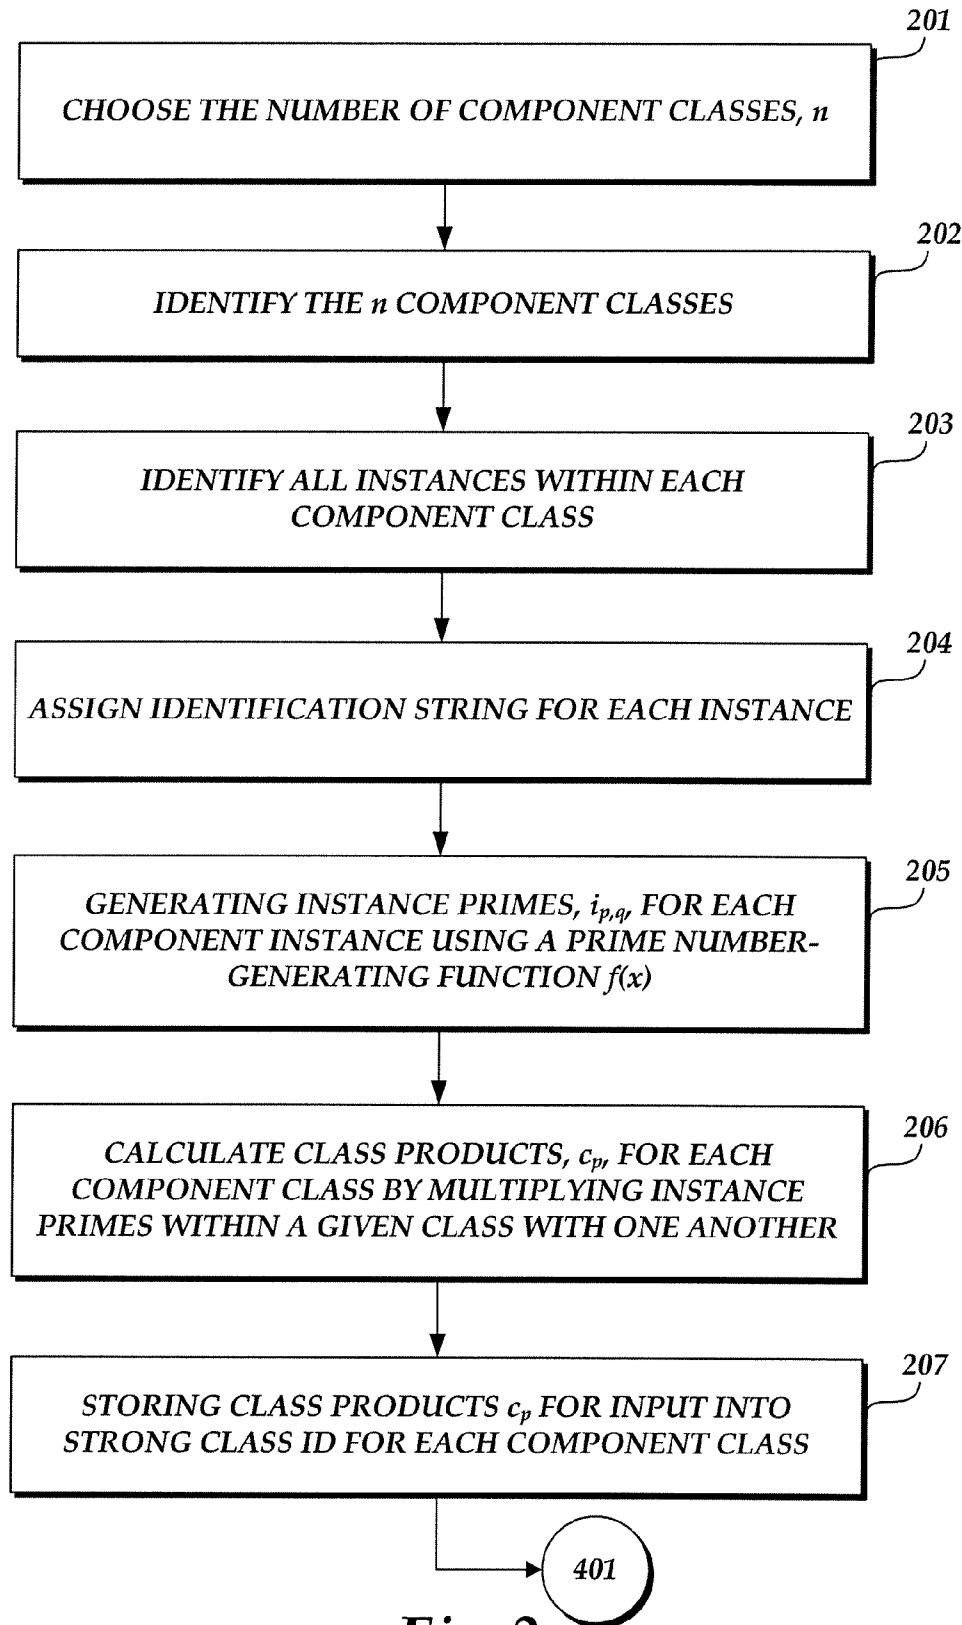 201
CHOOSE THE NUMBER OF COMPONENT CLASSES, n
202
IDENTIFY THE n COMPONENT CLASSES
203
IDENTIFY ALL INSTANCES WITHIN EACH
COMPONENT CLASS
204
ASSIGN IDENTIFICATION STRING FOR EACH INSTANCE
205
GENERATING INSTANCE PRIMES, i_{p,q}, FOR EACH
COMPONENT INSTANCE USING A PRIME NUMBER-
GENERATING FUNCTION f(x)
206
CALCULATE CLASS PRODUCTS, c_p, FOR EACH
COMPONENT CLASS BY MULTIPLYING INSTANCE
PRIMES WITHIN A GIVEN CLASS WITH ONE ANOTHER
207
STORING CLASS PRODUCTS c_p FOR INPUT INTO
STRONG CLASS ID FOR EACH COMPONENT CLASS
401